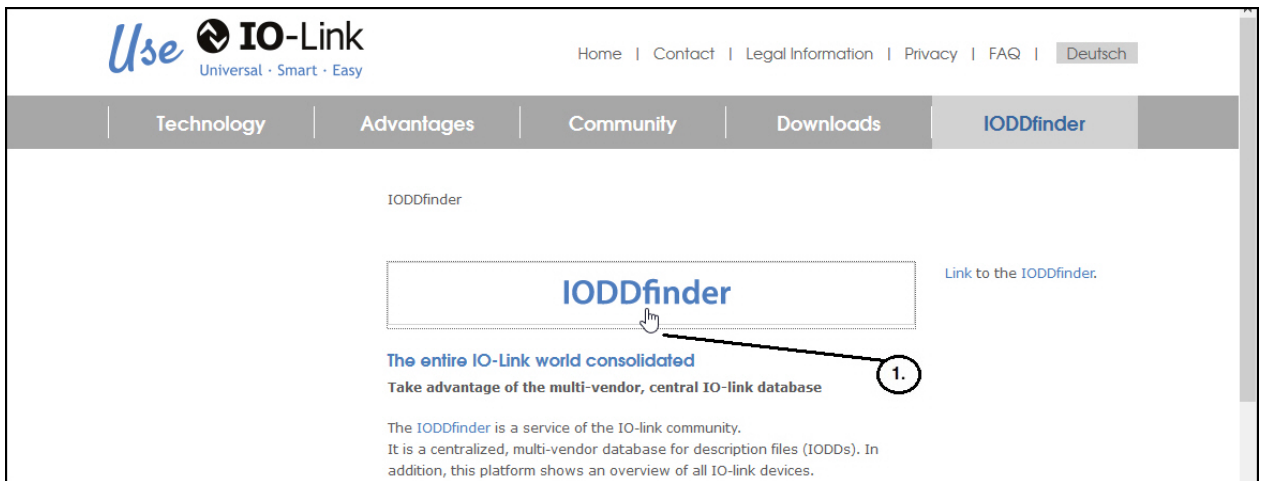 Use IO-Link
Universal · Smart · Easy
Home | Contact | Legal Information | Privacy | FAQ | Deutsch
Technology | Advantages | Community | Downloads | IODDfinder
IODDfinder
IODDfinder
Link to the IODDfinder.
The entire IO-Link world consolidated
1.
Take advantage of the multi-vendor, central IO-link database
The IODDfinder is a service of the IO-link community.
It is a centralized, multi-vendor database for description files (IODDs). In
addition, this platform shows an overview of all IO-link devices.